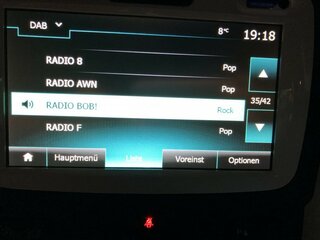 DAB
8°C
19:18
RADIO 8 Pop
RADIO AWN Pop
RADIO BOB! Rock
35/42
RADIO F Pop
Hauptmenü Liste Voreinst Optionen